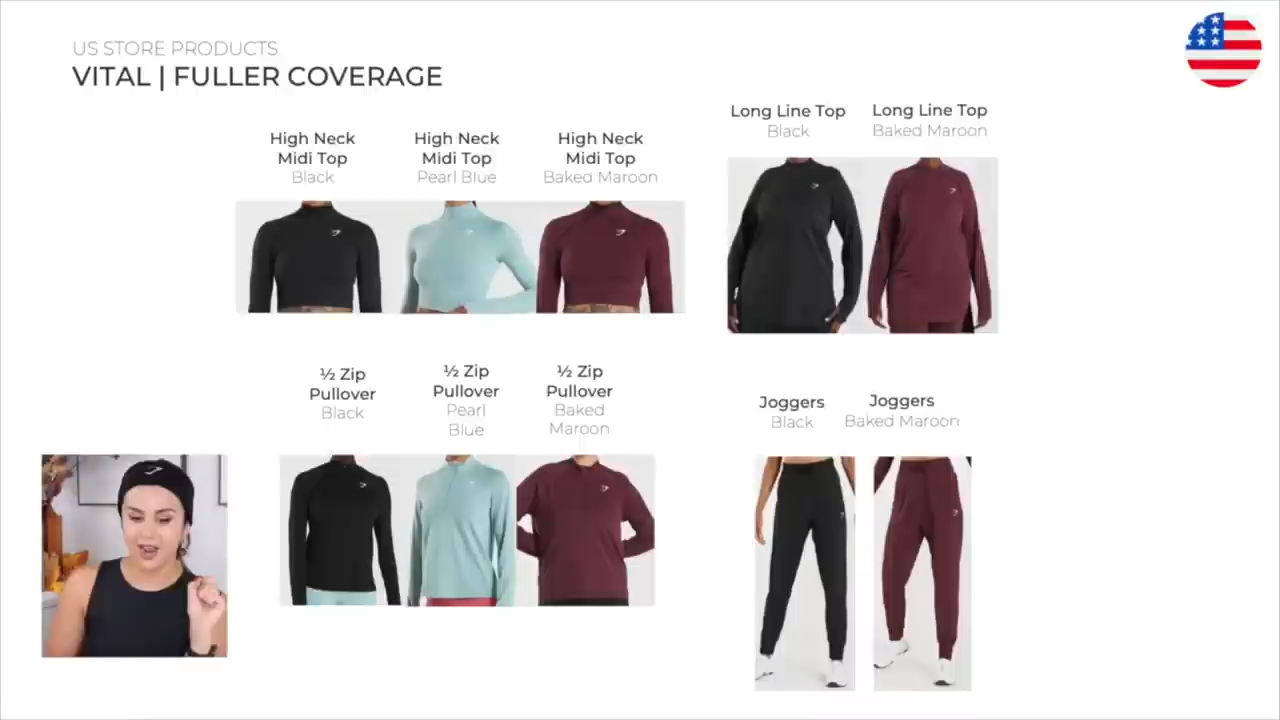 US STORE PRODUCTS
VITAL | FULLER COVERAGE
High Neck
Midi Top
Black
High Neck
Midi Top
Pearl Blue
High Neck
Midi Top
Baked Maroon
Long Line Top
Black
Long Line Top
Baked Maroon
½ Zip
Pullover
Black
½ Zip
Pullover
Pearl
Blue
½ Zip
Pullover
Baked
Maroon
Joggers
Black
Joggers
Baked Maroon